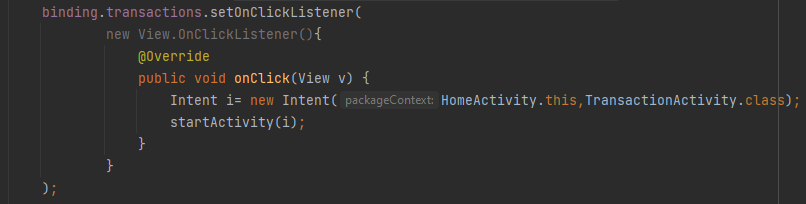 binding.transactions.setOnClickListener(
new View.OnClickListener(){
@Override
public void onClick(View v) {
Intent i= new Intent( packageContext: HomeActivity.this,TransactionActivity.class);
startActivity(i);
}
}
);